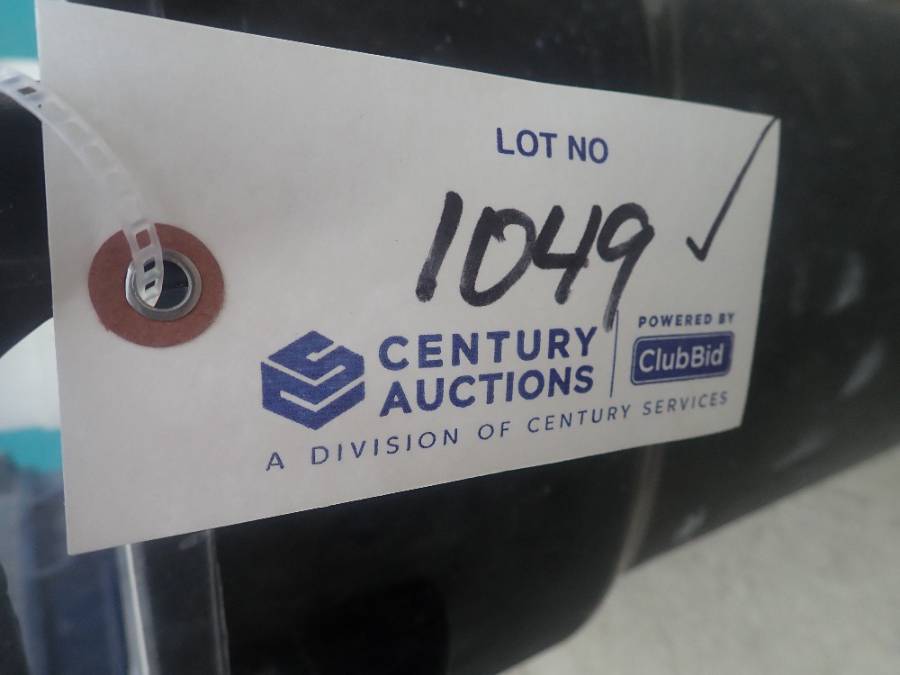 LOT NO
1049 ✓
CENTURY
AUCTIONS
POWERED BY
ClubBid
A DIVISION OF CENTURY SERVICES